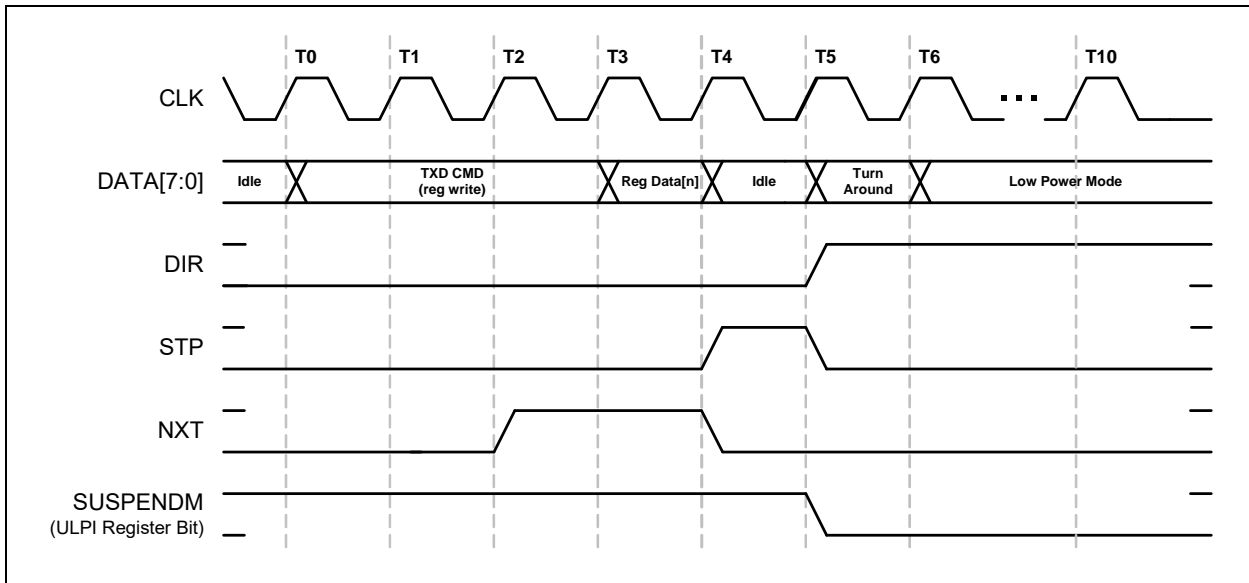 T0 T1 T2 T3 T4 T5 T6 T10
CLK
...
DATA[7:0] Idle TXD CMD (reg write) Reg Data[n] Idle Turn Around Low Power Mode
DIR
STP
NXT
SUSPENDM
(ULPI Register Bit)